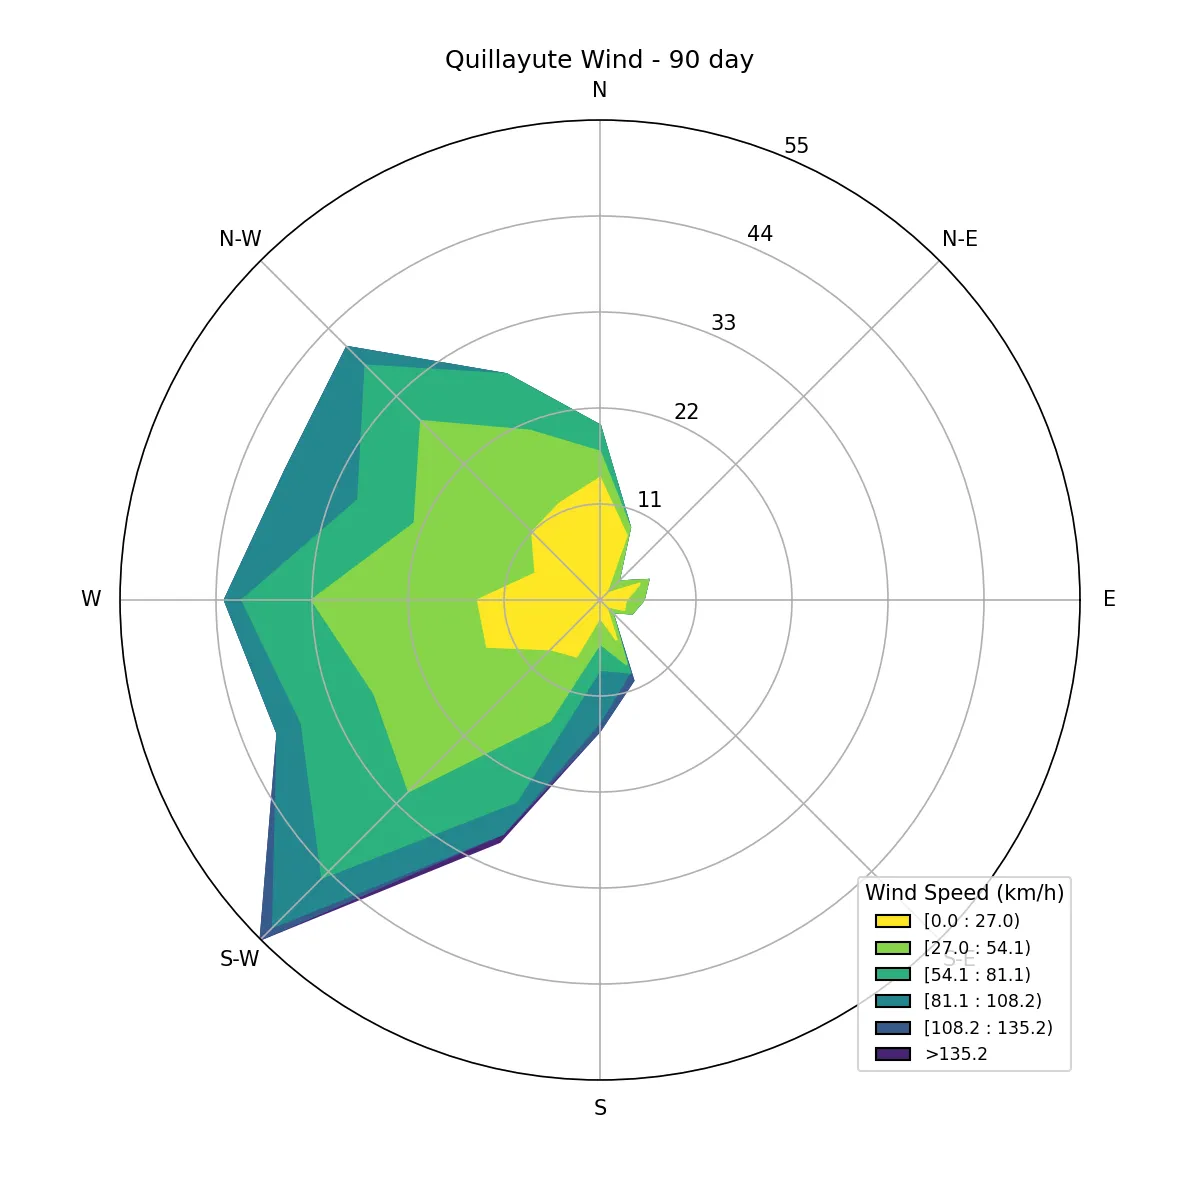 Quillayute Wind - 90 day
N
55
N-W
44
N-E
33
22
11
W
E
Wind Speed (km/h)
[0.0 : 27.0)
[27.0 : 54.1)
S-E
[54.1 : 81.1)
[81.1 : 108.2)
[108.2 : 135.2)
>135.2
S-W
S